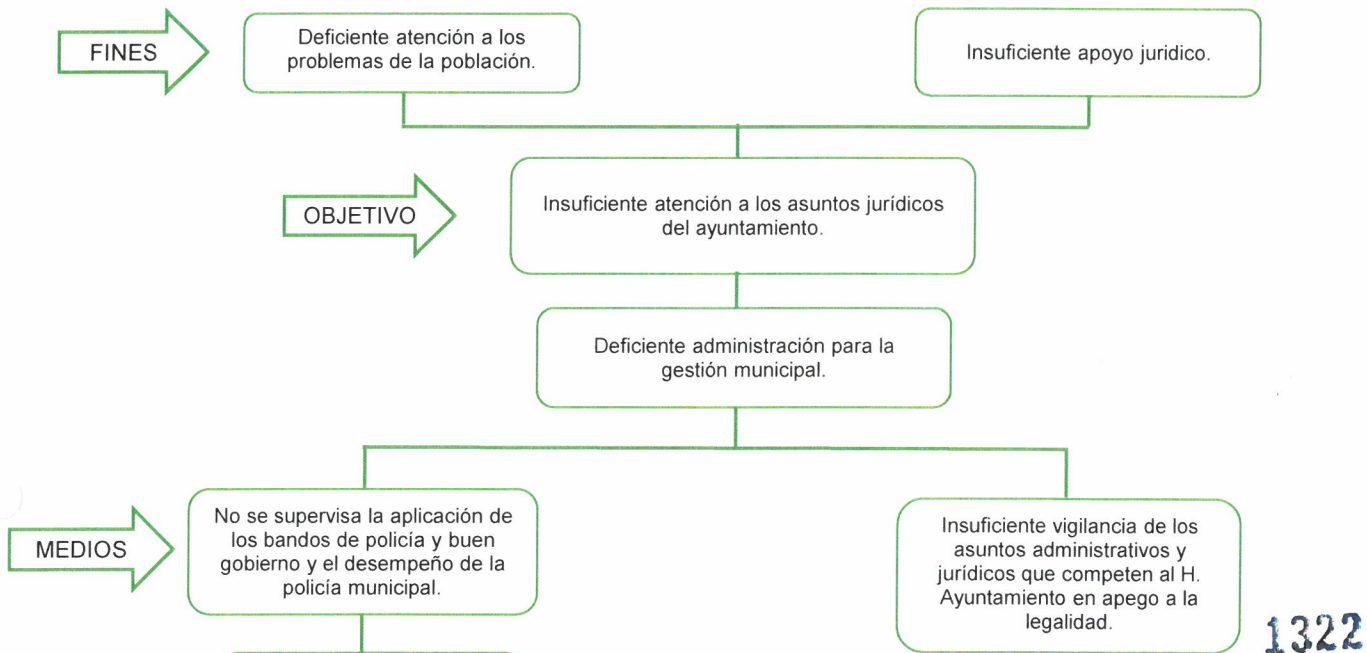 FINES
Deficiente atención a los
problemas de la población.
Insuficiente apoyo juridico.
OBJETIVO
Insuficiente atención a los asuntos jurídicos
del ayuntamiento.
Deficiente administración para la
gestión municipal.
MEDIOS
No se supervisa la aplicación de
los bandos de policía y buen
gobierno y el desempeño de la
policía municipal.
Insuficiente vigilancia de los
asuntos administrativos y
jurídicos que competen al H.
Ayuntamiento en apego a la
legalidad.
1322